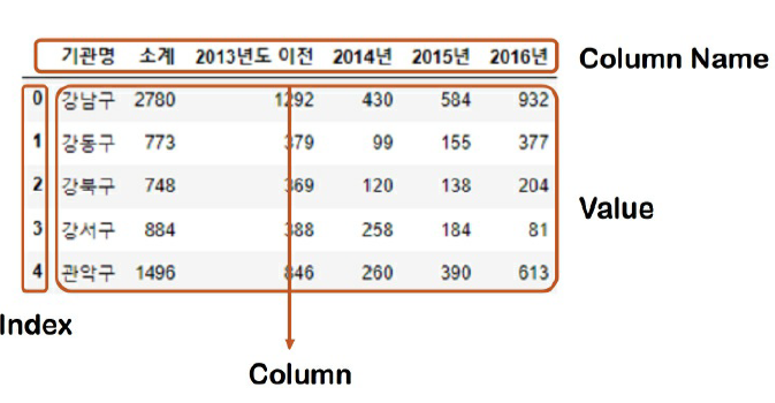 기관명 소계 2013년도 이전 2014년 2015년 2016년
Column Name
0 강남구 2780 1292 430 584 932
1 강동구 773 379 99 155 377
2 강북구 748 369 120 138 204
Value
3 강서구 884 388 258 184 81
4 관악구 1496 846 260 390 613
Index
Column